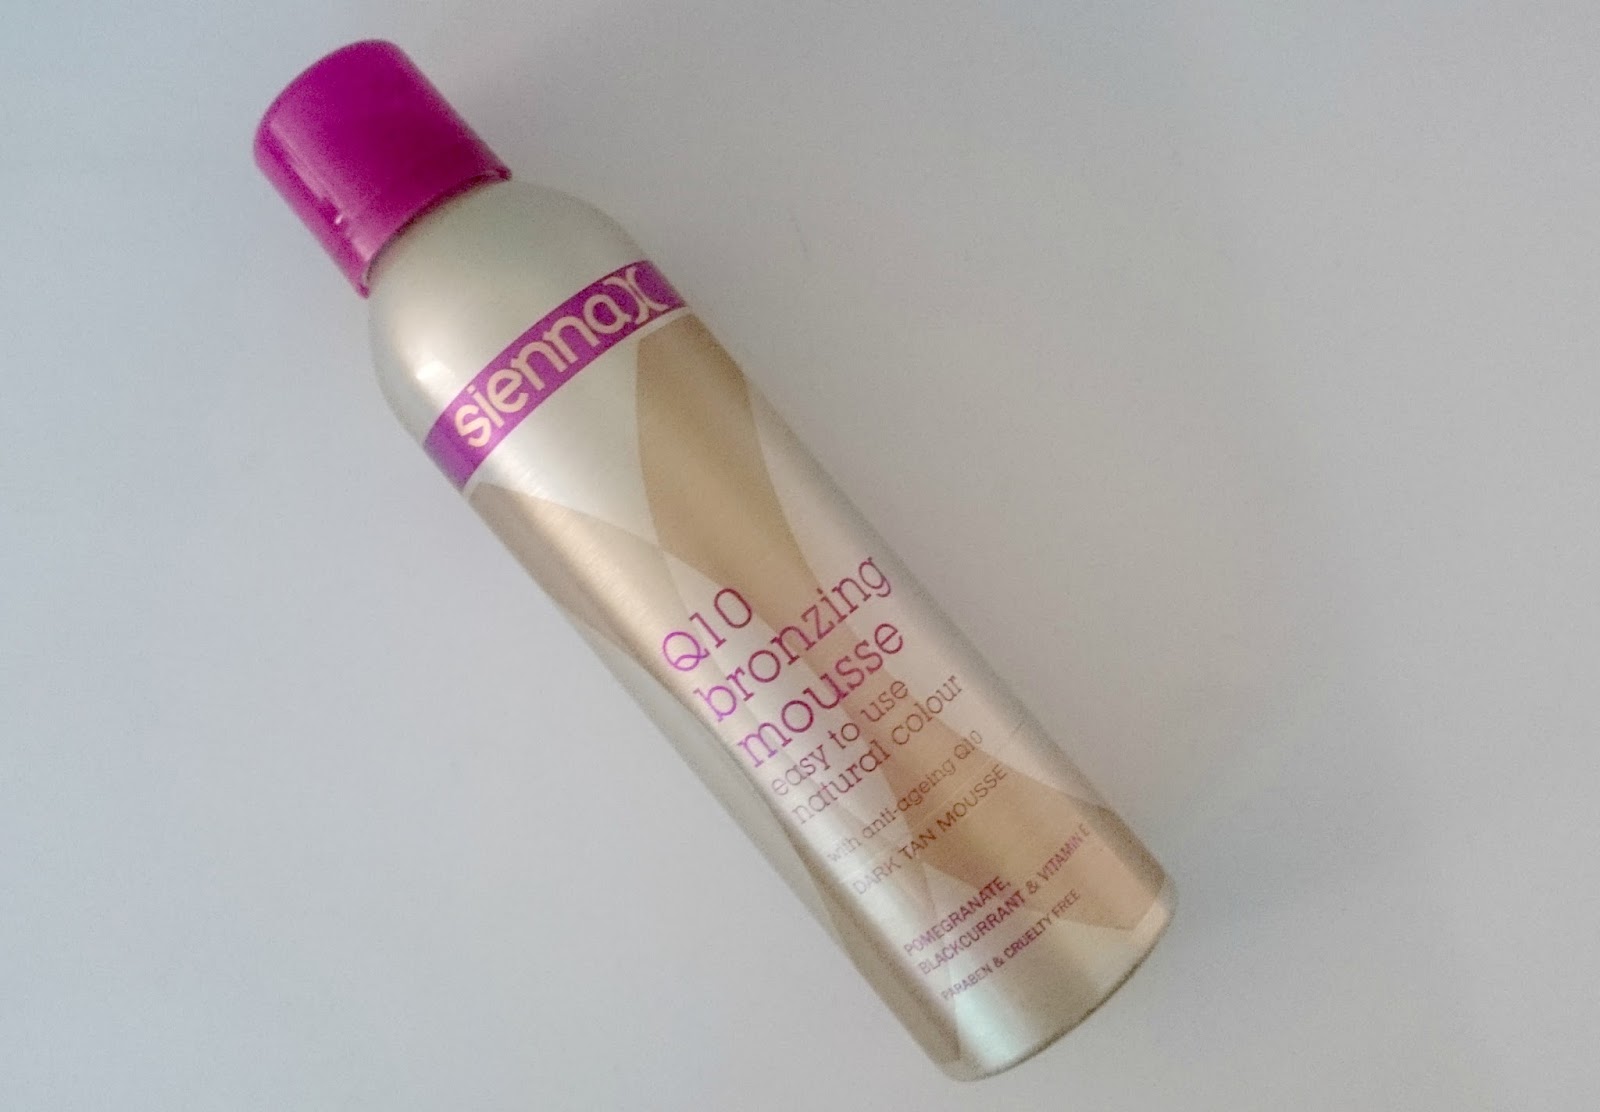 siennaX
Q10
bronzing
mousse
easy to use
natural colour
with anti-ageing Q10
DARK TAN MOUSSE
POMEGRANATE,
BLACKCURRANT & VITAMIN E
PARABEN & CRUELTY FREE